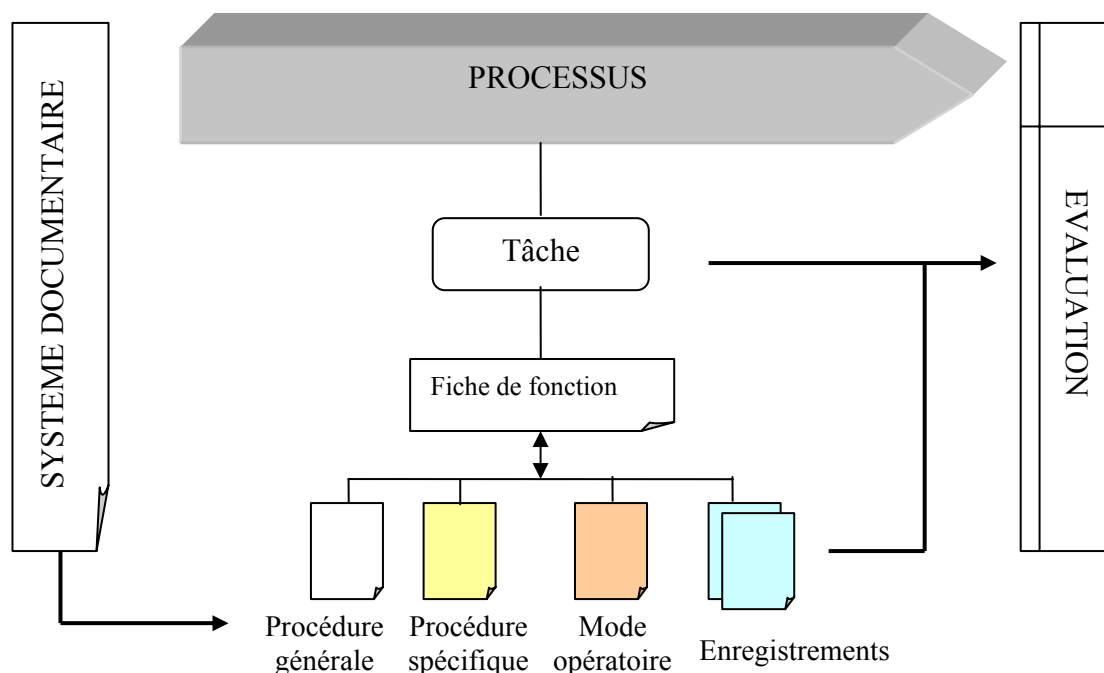 SYSTEME DOCUMENTAIRE
PROCESSUS
EVALUATION
Tâche
Fiche de fonction
Procédure
générale
Procédure
spécifique
Mode
opératoire
Enregistrements